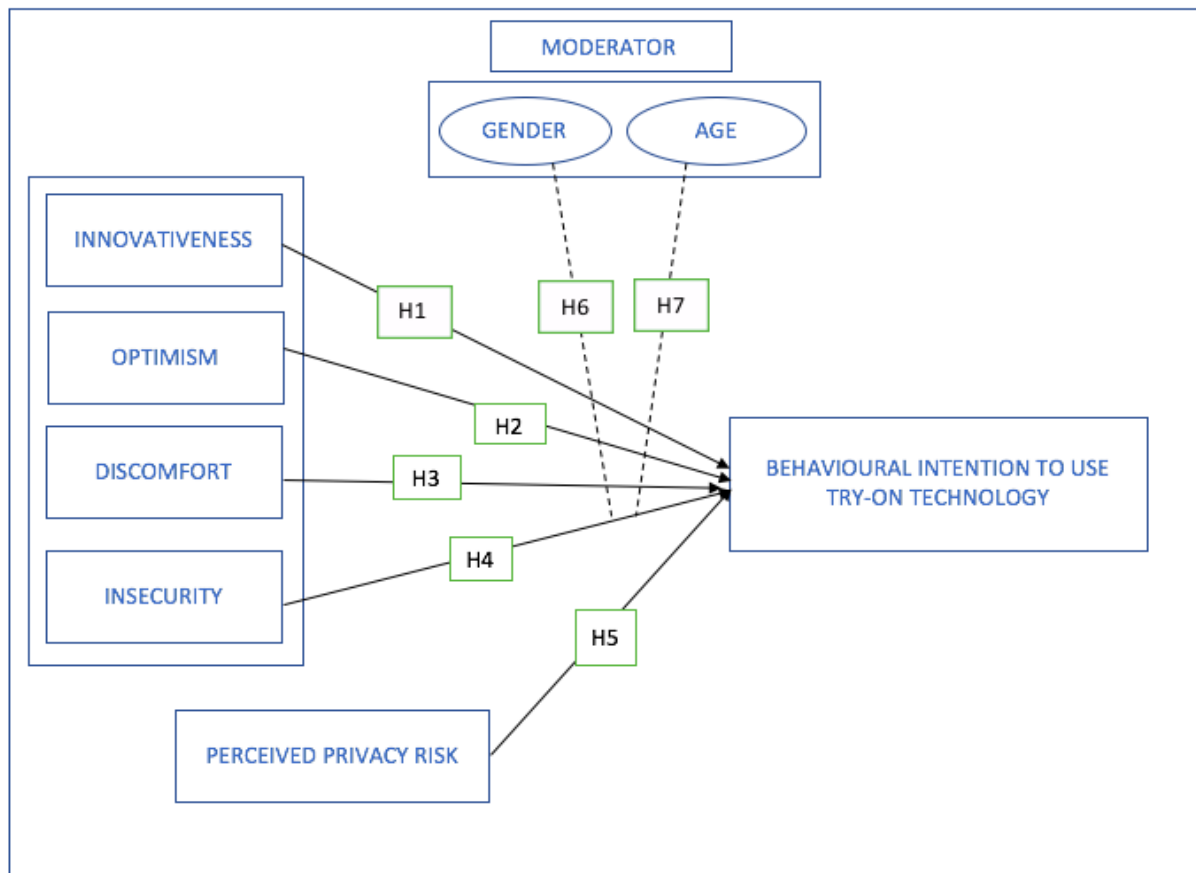 MODERATOR
GENDER
AGE
INNOVATIVENESS
H1
H6
H7
OPTIMISM
H2
DISCOMFORT
H3
BEHAVIOURAL INTENTION TO USE
TRY-ON TECHNOLOGY
INSECURITY
H4
H5
PERCEIVED PRIVACY RISK